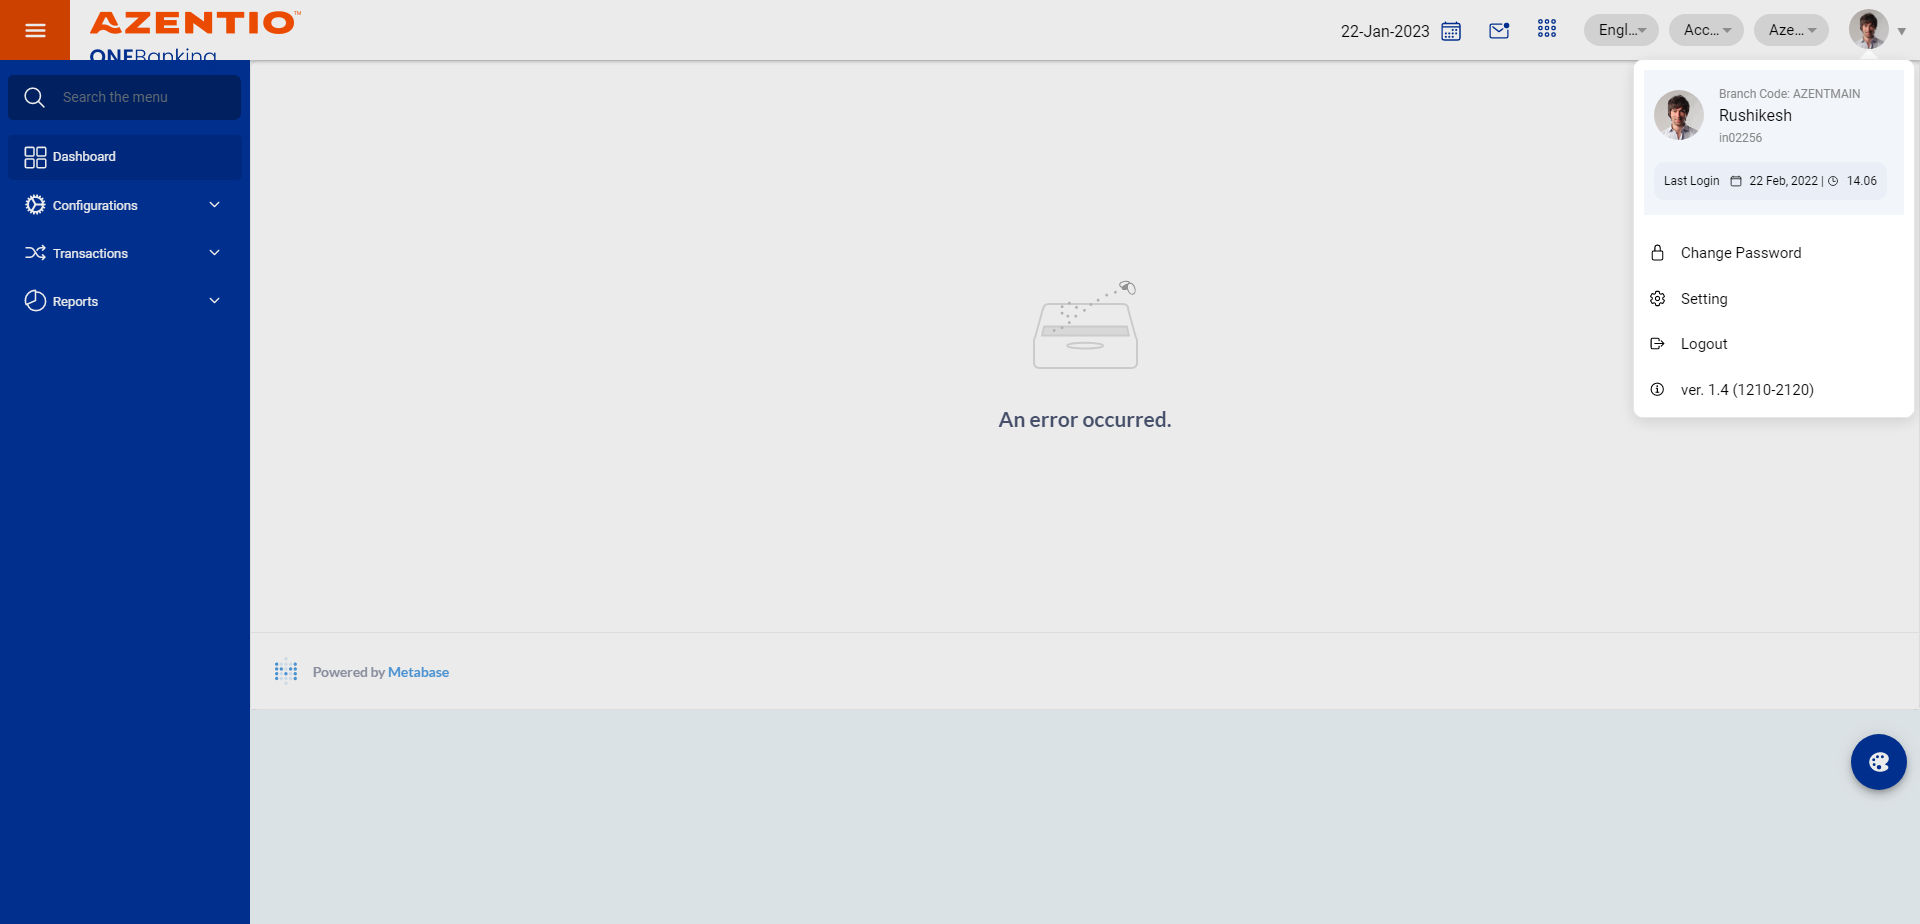 AZENTIO™
ONEBanking
22-Jan-2023
Engl...
Acc...
Aze...
Search the menu
Dashboard
Configurations
Transactions
Reports
Branch Code: AZENTMAIN
Rushikesh
in02256
Last Login 22 Feb, 2022 | 14.06
Change Password
Setting
Logout
ver. 1.4 (1210-2120)
An error occurred.
Powered by Metabase